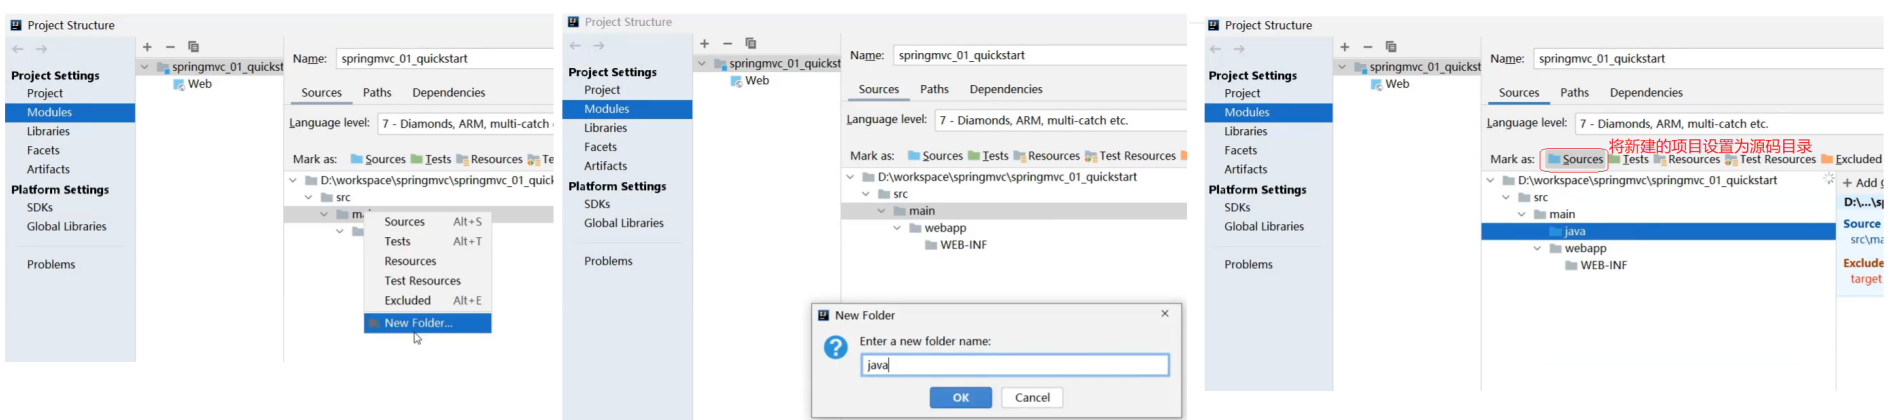 Project Structure
+ −
Project Settings
Project
Modules
Libraries
Facets
Artifacts
Platform Settings
SDKs
Global Libraries
Problems
springmvc_01_quickst
Web
Name: springmvc_01_quickstart
Sources Paths Dependencies
Language level: 7 - Diamonds, ARM, multi-catch
Mark as: Sources Tests Resources Te
D:\workspace\springmvc\springmvc_01_quick
src
Sources Alt+S
Tests Alt+T
Resources
Test Resources
Excluded Alt+E
New Folder...
Project Structure
+ −
Project Settings
Project
Modules
Libraries
Facets
Artifacts
Platform Settings
SDKs
Global Libraries
Problems
springmvc_01_quickst
Web
Name: springmvc_01_quickstart
Sources Paths Dependencies
Language level: 7 - Diamonds, ARM, multi-catch etc.
Mark as: Sources Tests Resources Test Resources
D:\workspace\springmvc\springmvc_01_quickstart
src
main
webapp
WEB-INF
New Folder
Enter a new folder name:
java
OK Cancel
Project Structure
+ −
Project Settings
Project
Modules
Libraries
Facets
Artifacts
Platform Settings
SDKs
Global Libraries
Problems
springmvc_01_quickst
Web
Name: springmvc_01_quickstart
Sources Paths Dependencies
Language level: 7 - Diamonds, ARM, multi-catch etc.
将新建的项目设置为源码目录
Mark as: Sources Tests Resources Test Resources Excluded
D:\workspace\springmvc\springmvc_01_quickstart
src
main
java
webapp
WEB-INF
+ Add
D:\...\s
Source
src\ma
Exclude
target